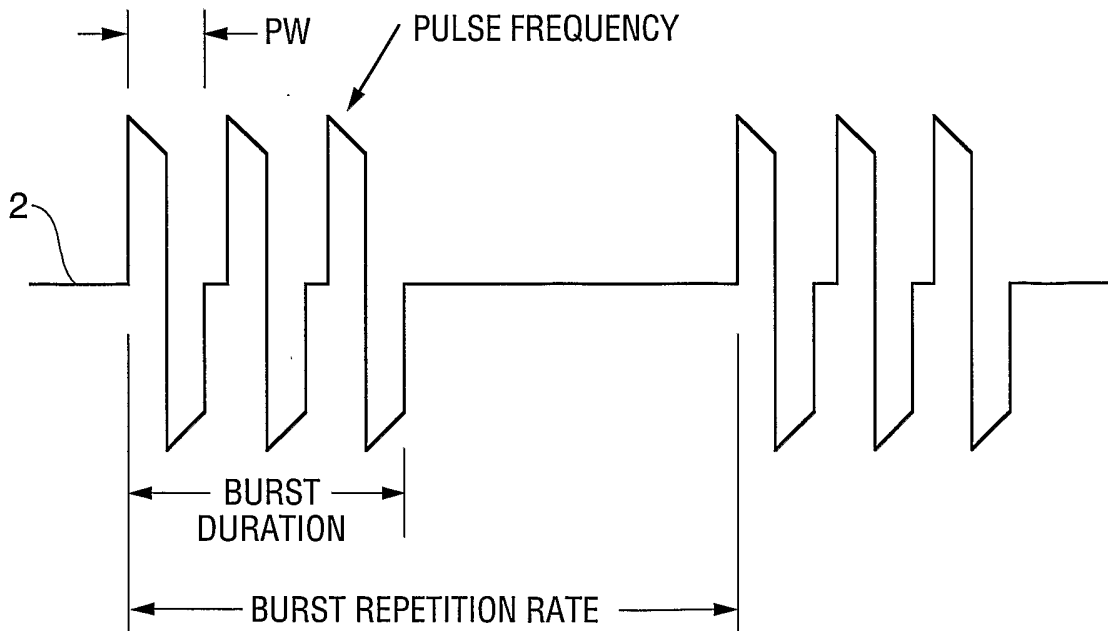 PW
PULSE FREQUENCY
2
BURST
DURATION
BURST REPETITION RATE